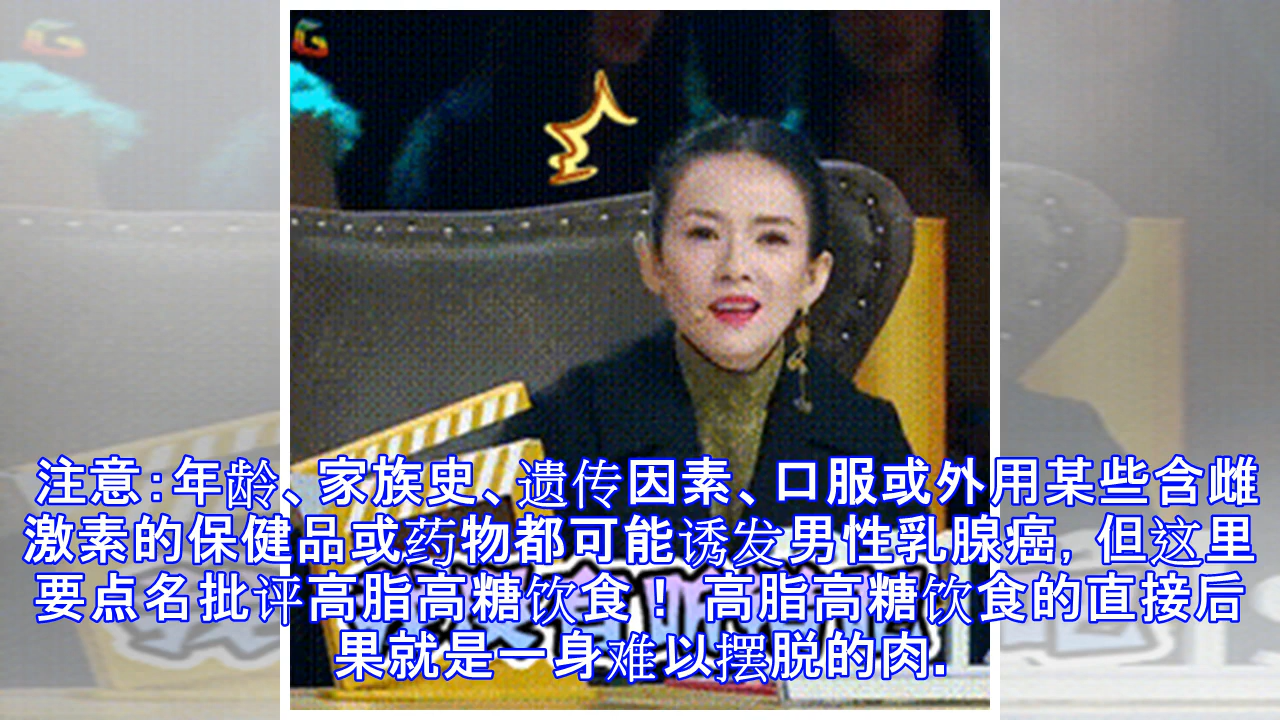 注意:年龄、家族史、遗传因素、口服或外用某些含雌
激素的保健品或药物都可能诱发男性乳腺癌, 但这里
要点名批评高脂高糖饮食! 高脂高糖饮食的直接后
果就是一身难以摆脱的肉.